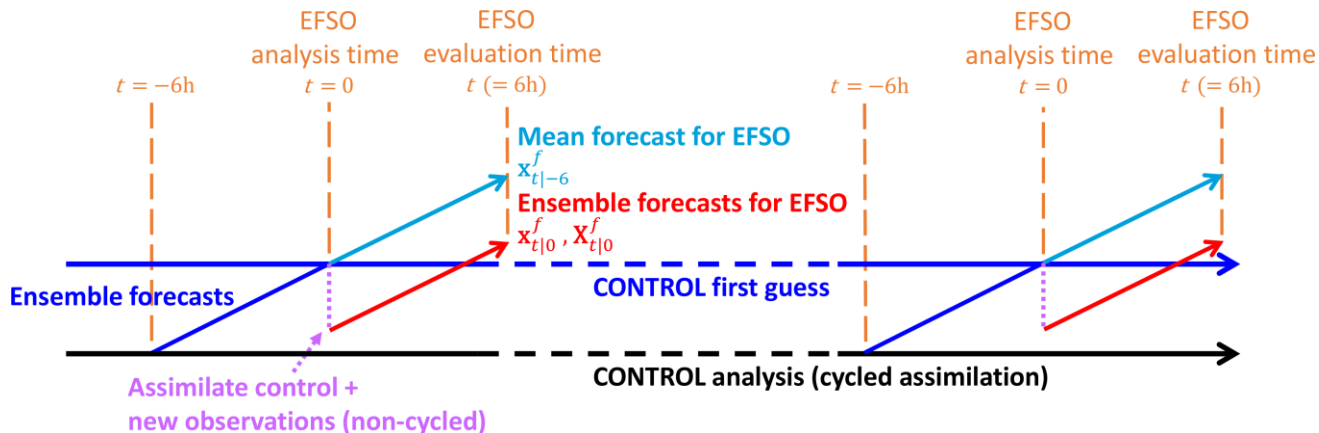 EFSO
analysis time
t = 0
EFSO
evaluation time
t (= 6h)
t = −6h
EFSO
analysis time
t = 0
EFSO
evaluation time
t (= 6h)
t = −6h
Mean forecast for EFSO
x^f_{t|−6}
Ensemble forecasts for EFSO
x^f_{t|0} , X^f_{t|0}
Ensemble forecasts
CONTROL first guess
CONTROL analysis (cycled assimilation)
Assimilate control +
new observations (non-cycled)